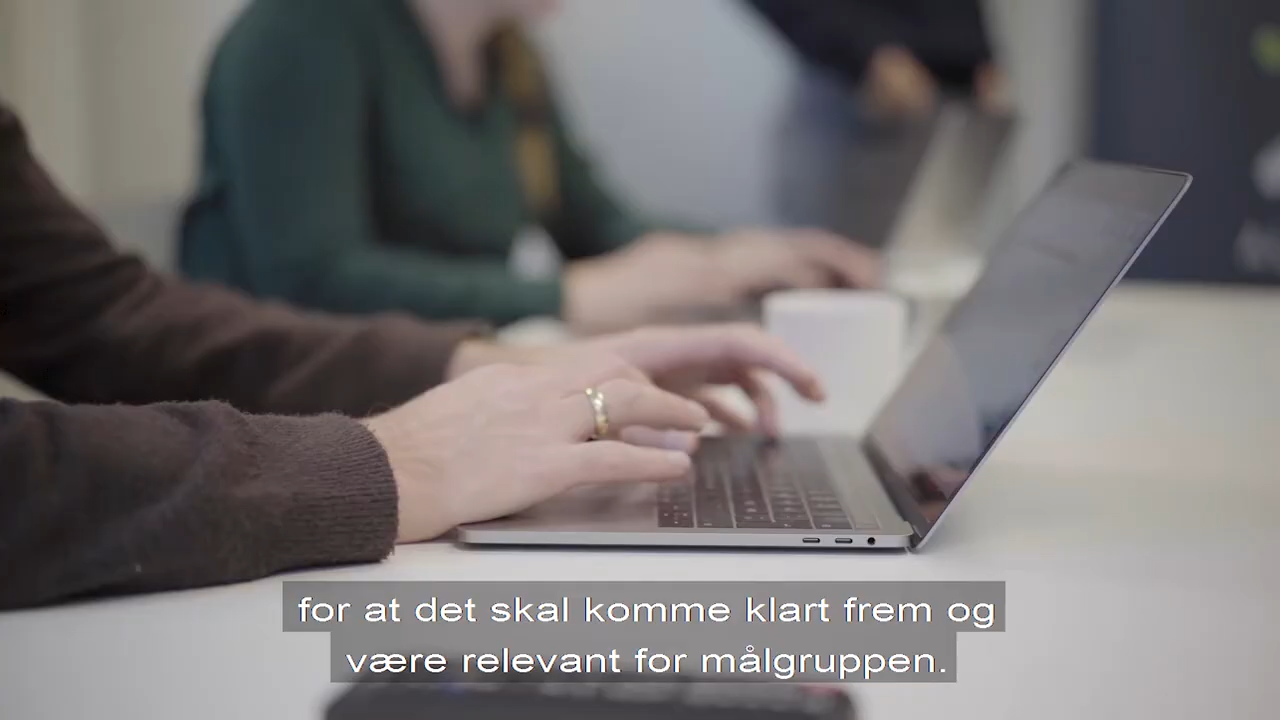 for at det skal komme klart frem og
være relevant for målgruppen.